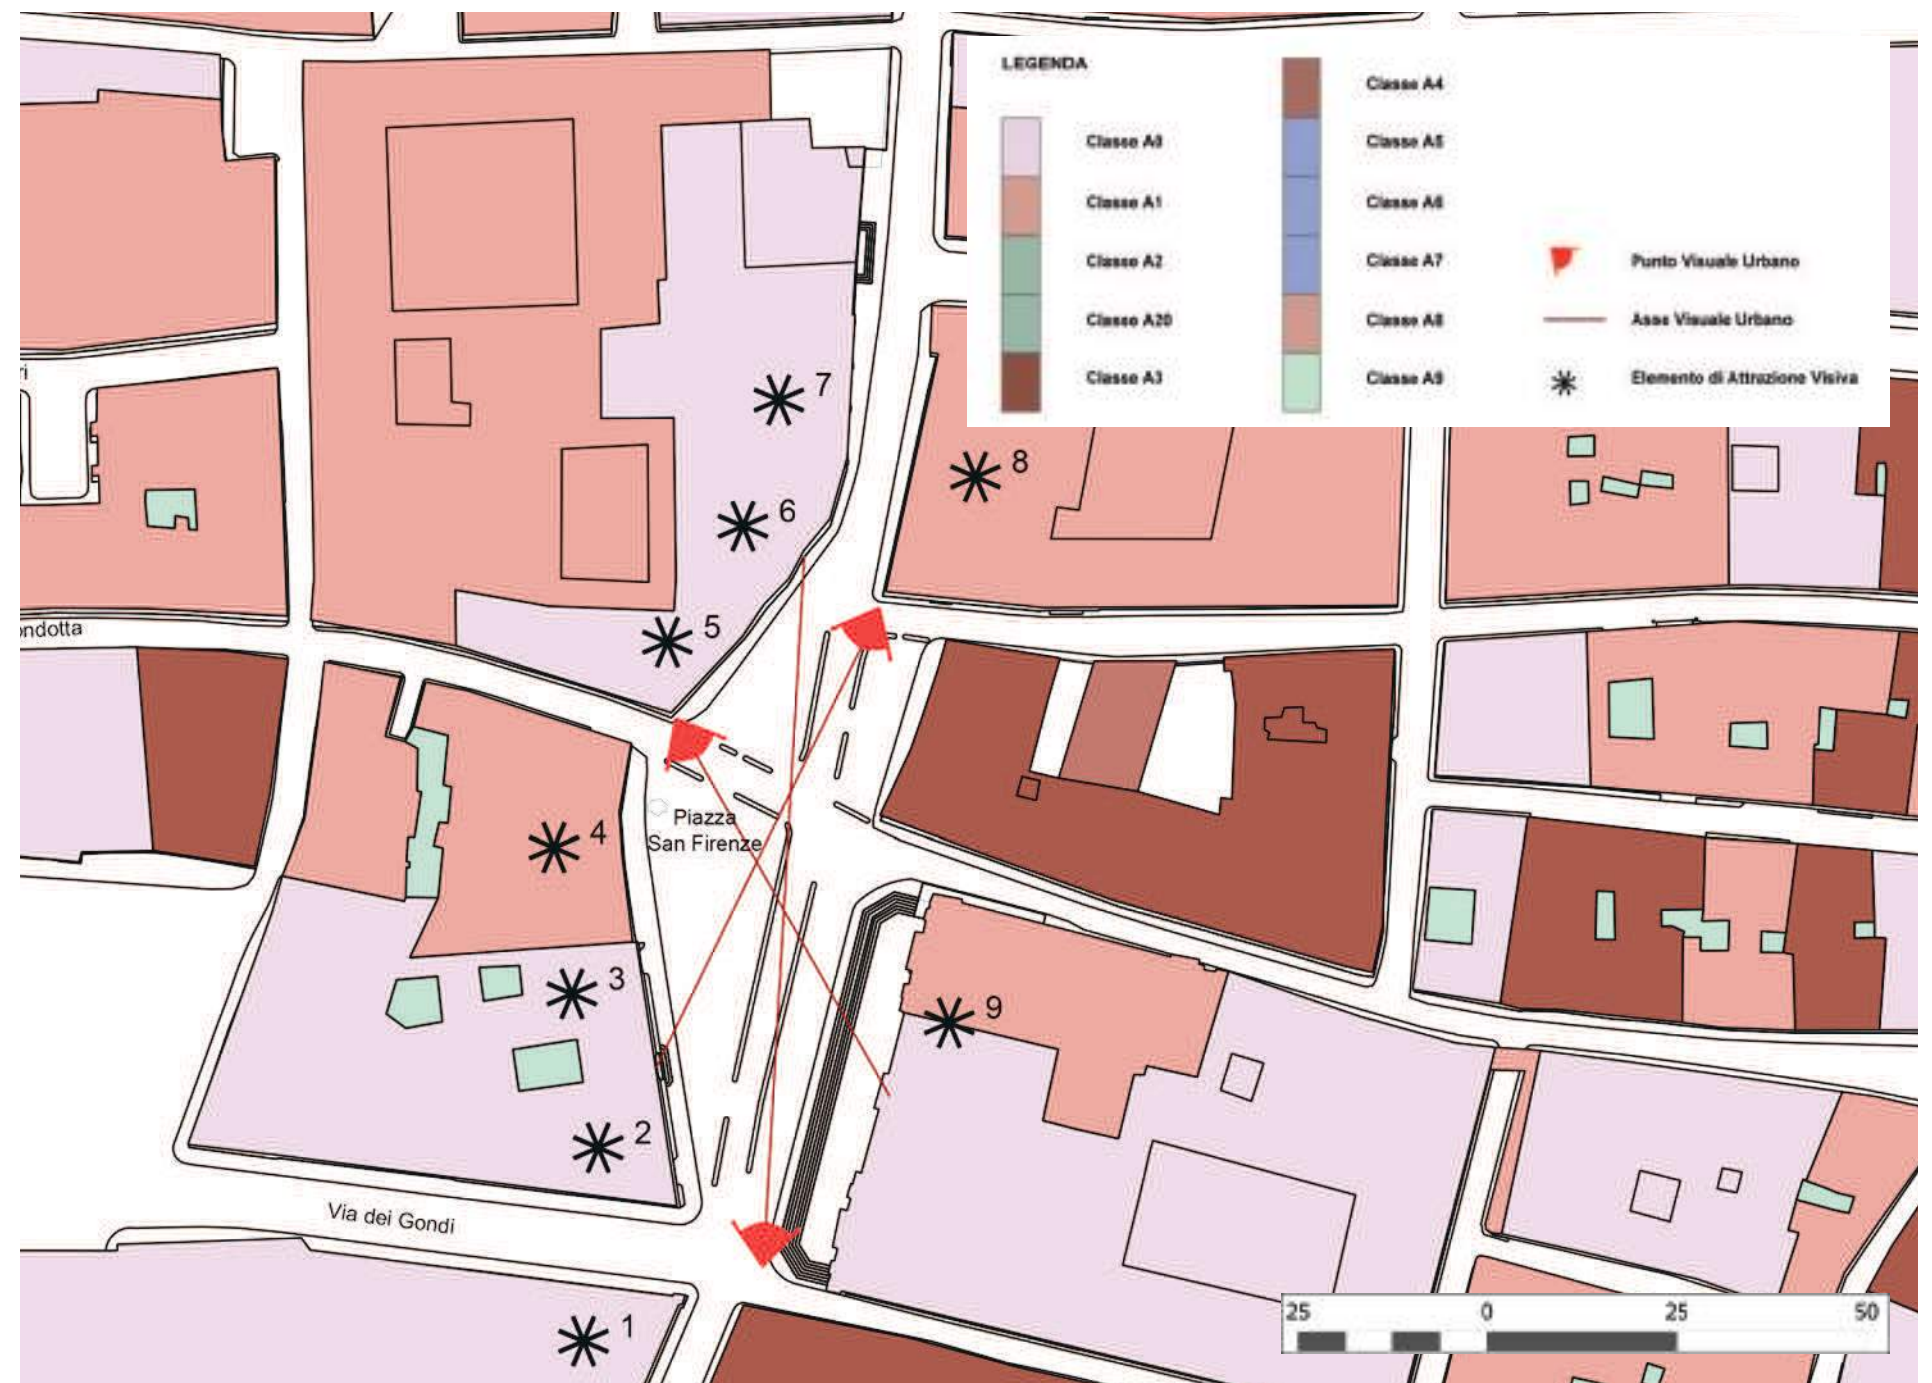 LEGENDA
Classe A0
Classe A1
Classe A2
Classe A20
Classe A3
Classe A4
Classe A5
Classe A6
Classe A7
Classe A8
Classe A9
Punto Visuale Urbano
Asse Visuale Urbano
Elemento di Attrazione Visiva
7
8
6
5
ri
ondotta
4
Piazza
San Firenze
3
9
2
Via dei Gondi
1
25 0 25 50